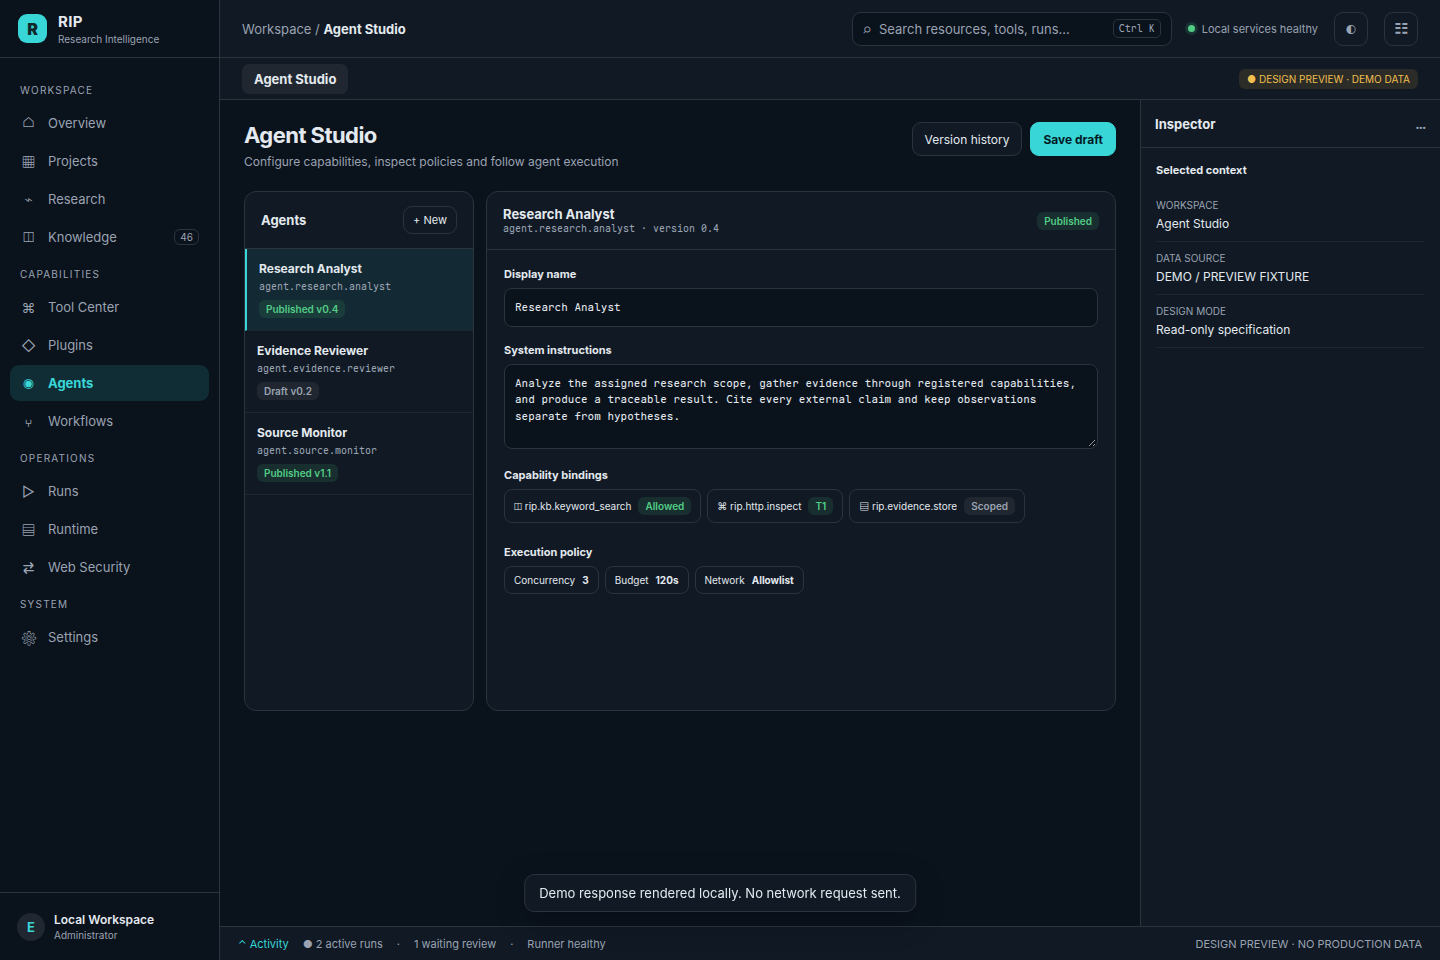 R
RIP
Research Intelligence
WORKSPACE
Overview
Projects
Research
Knowledge 46
CAPABILITIES
Tool Center
Plugins
Agents
Workflows
OPERATIONS
Runs
Runtime
Web Security
SYSTEM
Settings
E
Local Workspace
Administrator
Workspace / Agent Studio
Search resources, tools, runs... Ctrl K
Local services healthy
Agent Studio
DESIGN PREVIEW · DEMO DATA
Agent Studio
Configure capabilities, inspect policies and follow agent execution
Version history
Save draft
Agents
+ New
Research Analyst
agent.research.analyst
Published v0.4
Evidence Reviewer
agent.evidence.reviewer
Draft v0.2
Source Monitor
agent.source.monitor
Published v1.1
Research Analyst
agent.research.analyst · version 0.4
Published
Display name
Research Analyst
System instructions
Analyze the assigned research scope, gather evidence through registered capabilities,
and produce a traceable result. Cite every external claim and keep observations
separate from hypotheses.
Capability bindings
rip.kb.keyword_search Allowed
rip.http.inspect T1
rip.evidence.store Scoped
Execution policy
Concurrency 3
Budget 120s
Network Allowlist
Inspector ...
Selected context
WORKSPACE
Agent Studio
DATA SOURCE
DEMO / PREVIEW FIXTURE
DESIGN MODE
Read-only specification
Demo response rendered locally. No network request sent.
^ Activity ● 2 active runs · 1 waiting review · Runner healthy
DESIGN PREVIEW · NO PRODUCTION DATA